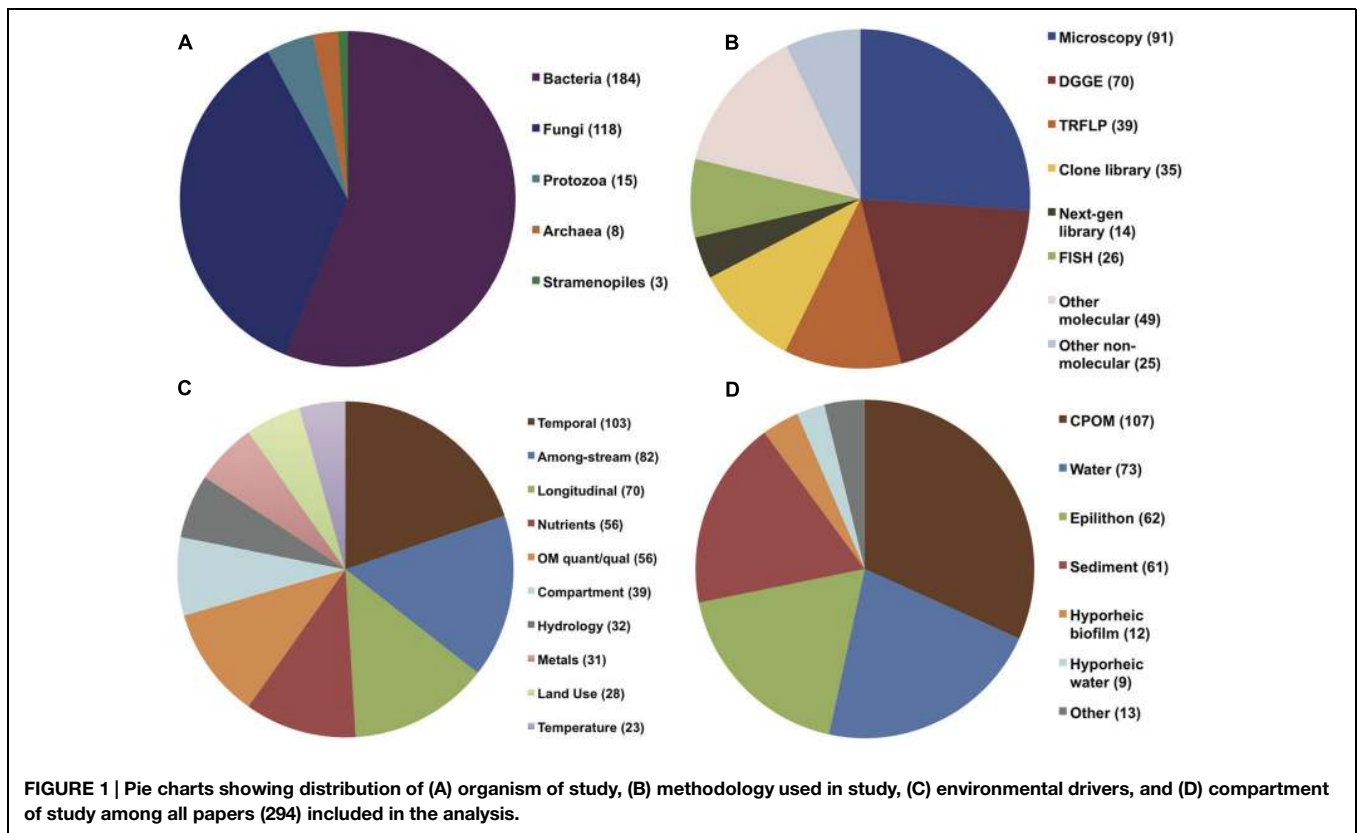 A
Bacteria (184)
Fungi (118)
Protozoa (15)
Archaea (8)
Stramenopiles (3)
B
Microscopy (91)
DGGE (70)
TRFLP (39)
Clone library (35)
Next-gen
library (14)
FISH (26)
Other
molecular (49)
Other non-
molecular (25)
C
Temporal (103)
Among-stream (82)
Longitudinal (70)
Nutrients (56)
OM quant/qual (56)
Compartment (39)
Hydrology (32)
Metals (31)
Land Use (28)
Temperature (23)
D
CPOM (107)
Water (73)
Epilithon (62)
Sediment (61)
Hyporheic
biofilm (12)
Hyporheic
water (9)
Other (13)
FIGURE 1 | Pie charts showing distribution of (A) organism of study, (B) methodology used in study, (C) environmental drivers, and (D) compartment
of study among all papers (294) included in the analysis.